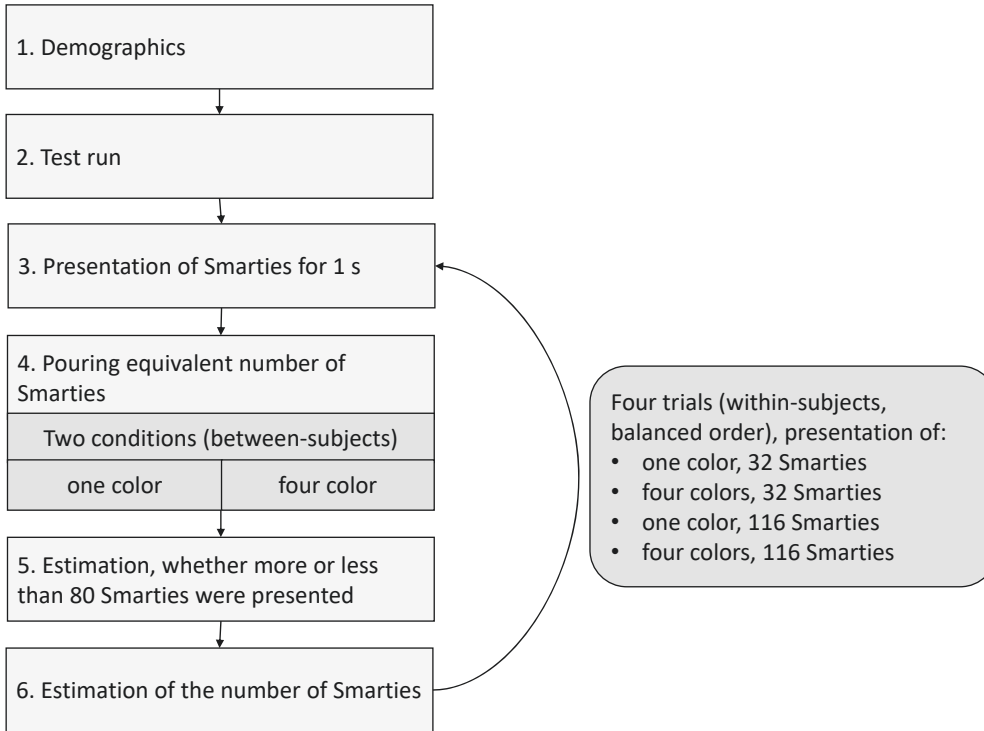 1. Demographics
2. Test run
3. Presentation of Smarties for 1 s
4. Pouring equivalent number of
Smarties
Two conditions (between-subjects)
one color
four color
5. Estimation, whether more or less
than 80 Smarties were presented
6. Estimation of the number of Smarties
Four trials (within-subjects,
balanced order), presentation of:
• one color, 32 Smarties
• four colors, 32 Smarties
• one color, 116 Smarties
• four colors, 116 Smarties